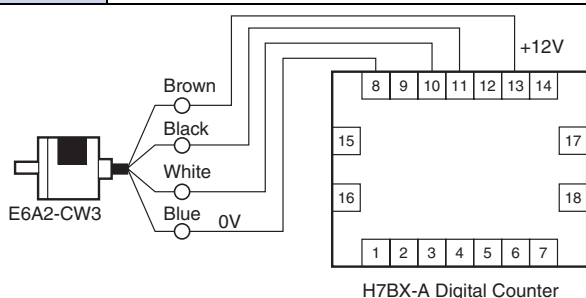 +12V
Brown
8 9 10 11 12 13 14
Black
15 17
White
16 18
E6A2-CW3
Blue 0V
1 2 3 4 5 6 7
H7BX-A Digital Counter